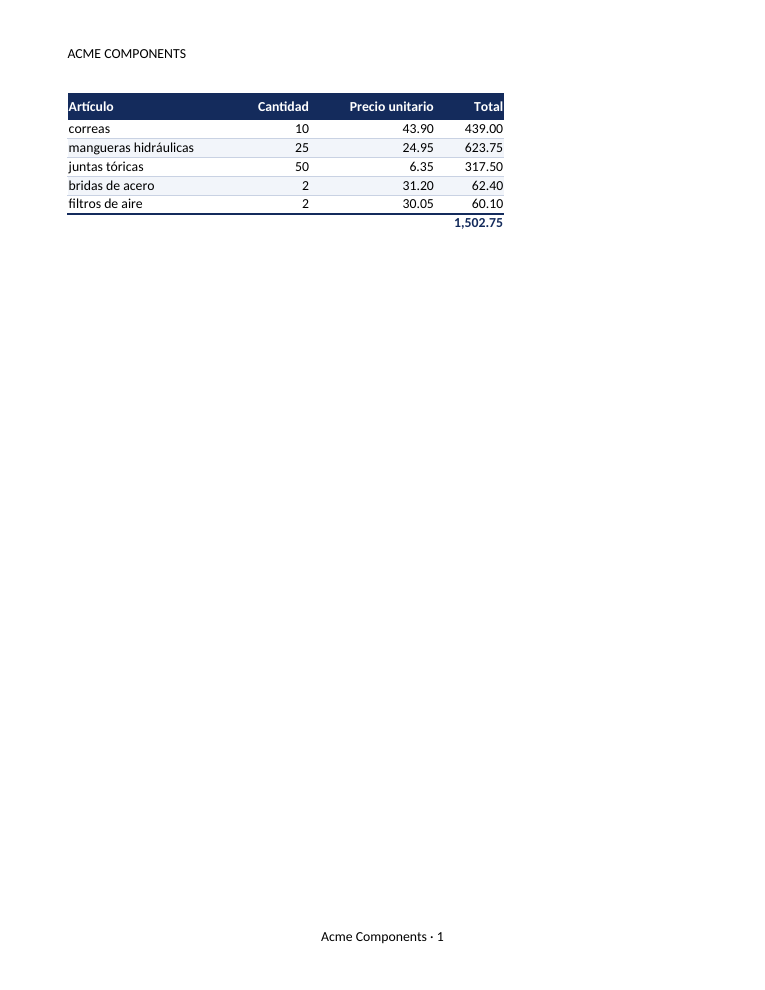 ACME COMPONENTS
Artículo Cantidad Precio unitario Total
correas 10 43.90 439.00
mangueras hidráulicas 25 24.95 623.75
juntas tóricas 50 6.35 317.50
bridas de acero 2 31.20 62.40
filtros de aire 2 30.05 60.10
1,502.75
Acme Components · 1